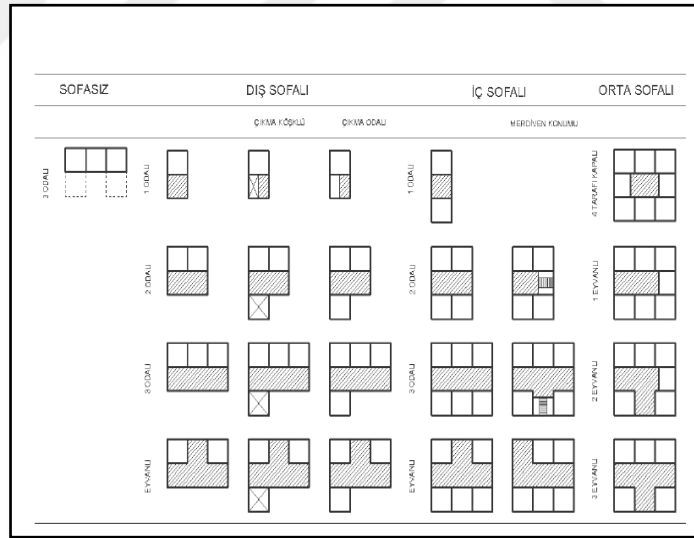 SOFASIZ DIŞ SOFALI İÇ SOFALI ORTA SOFALI
ÇIKMA KÖŞKLÜ ÇIKMA ODALI MERDİVEN KONUMU
3 ODALI 1 ODALI 1 ODALI 4 TARAFI KAPALI
2 ODALI 2 ODALI 1 EYVANLI
3 ODALI 3 ODALI 2 EYVANLI
EYVANLI EYVANLI 3 EYVANLI